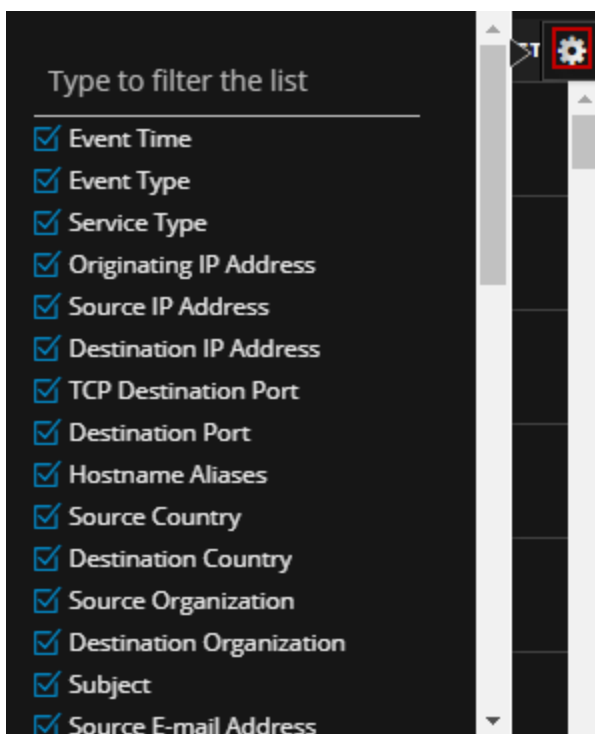 Type to filter the list
ST
Event Time
Event Type
Service Type
Originating IP Address
Source IP Address
Destination IP Address
TCP Destination Port
Destination Port
Hostname Aliases
Source Country
Destination Country
Source Organization
Destination Organization
Subject
Source E-mail Address